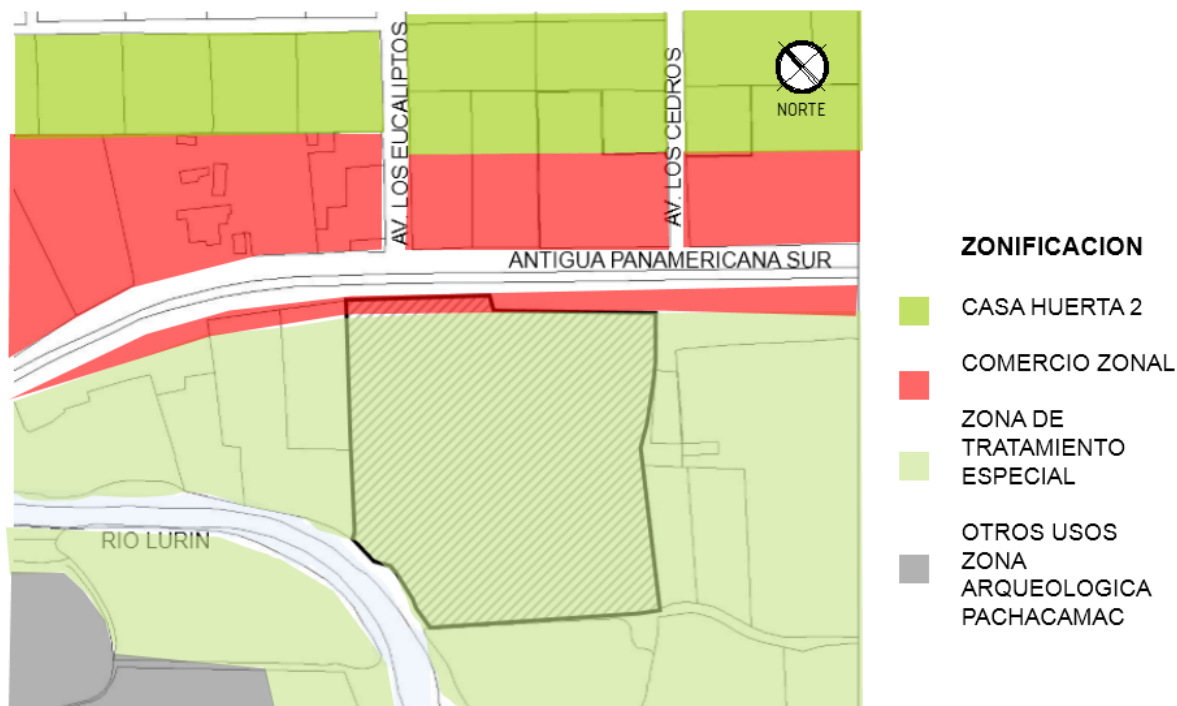 AV. LOS EUCALIPTOS
AV. LOS CEDROS
NORTE
ANTIGUA PANAMERICANA SUR
RIO LURIN
ZONIFICACION
CASA HUERTA 2
COMERCIO ZONAL
ZONA DE
TRATAMIENTO
ESPECIAL
OTROS USOS
ZONA
ARQUEOLOGICA
PACHACAMAC